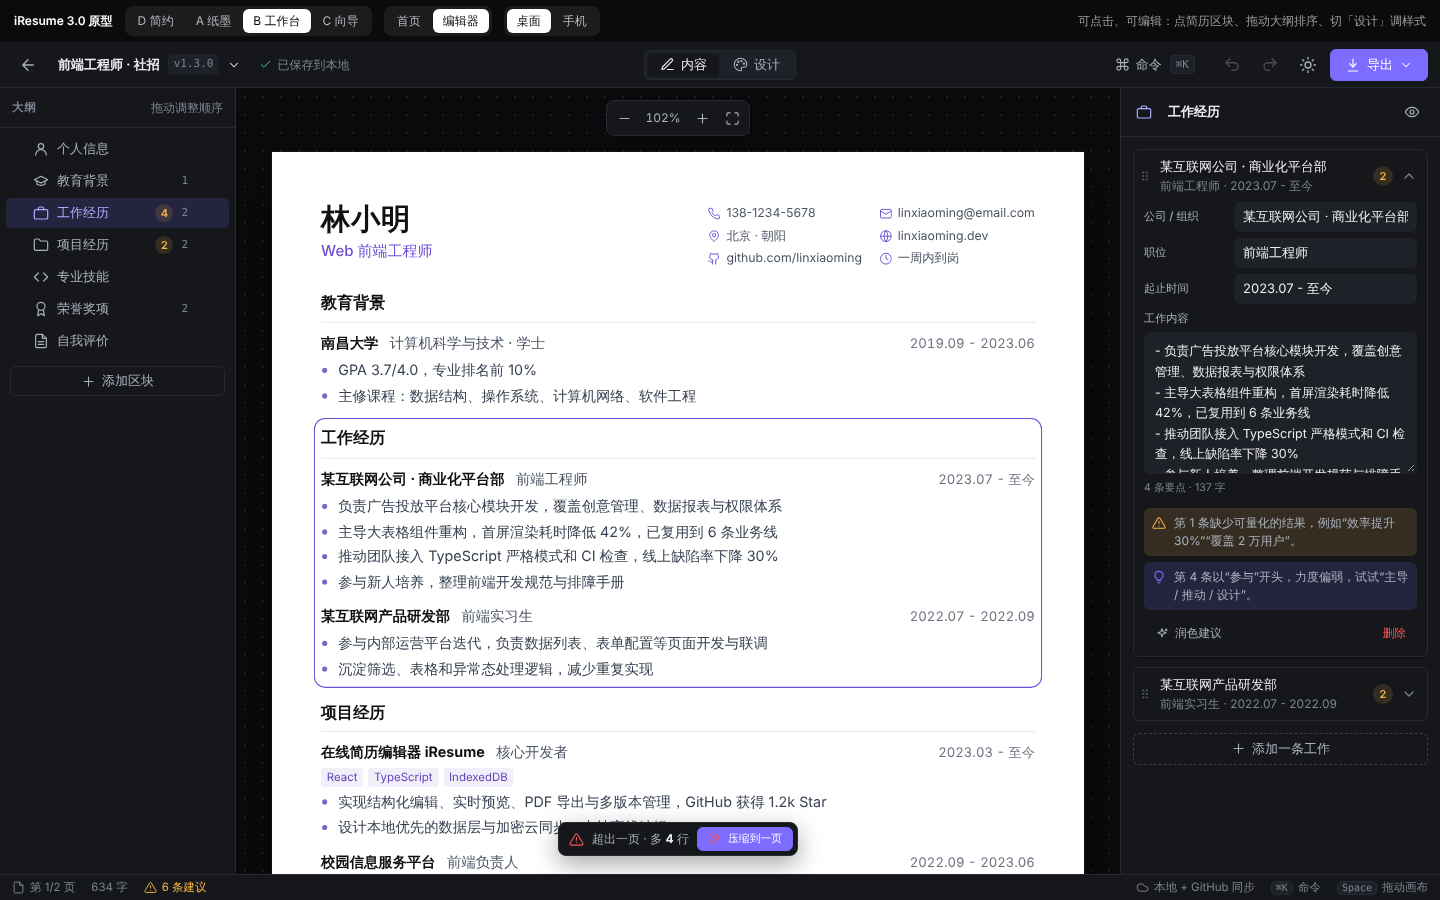 iResume 3.0 原型 D 简约 A 纸墨 B 工作台 C 向导 首页 编辑器 桌面 手机 可点击、可编辑：点简历区块、拖动大纲排序、切「设计」调样式
前端工程师 · 社招 v1.3.0 已保存到本地 内容 设计 命令 ⌘K 导出
大纲 拖动调整顺序
个人信息
教育背景 1
工作经历 4 2
项目经历 2 2
专业技能
荣誉奖项 2
自我评价
添加区块
102%
林小明
Web 前端工程师
138-1234-5678 linxiaoming@email.com
北京 · 朝阳 linxiaoming.dev
github.com/linxiaoming 一周内到岗
教育背景
南昌大学 计算机科学与技术 · 学士 2019.09 - 2023.06
GPA 3.7/4.0，专业排名前 10%
主修课程：数据结构、操作系统、计算机网络、软件工程
工作经历
某互联网公司 · 商业化平台部 前端工程师 2023.07 - 至今
负责广告投放平台核心模块开发，覆盖创意管理、数据报表与权限体系
主导大表格组件重构，首屏渲染耗时降低 42%，已复用到 6 条业务线
推动团队接入 TypeScript 严格模式和 CI 检查，线上缺陷率下降 30%
参与新人培养，整理前端开发规范与排障手册
某互联网产品研发部 前端实习生 2022.07 - 2022.09
参与内部运营平台迭代，负责数据列表、表单配置等页面开发与联调
沉淀筛选、表格和异常态处理逻辑，减少重复实现
项目经历
在线简历编辑器 iResume 核心开发者 2023.03 - 至今
React TypeScript IndexedDB
实现结构化编辑、实时预览、PDF 导出与多版本管理，GitHub 获得 1.2k Star
设计本地优先的数据层与加密云同步
超出一页 · 多 4 行 压缩到一页
校园信息服务平台 前端负责人 2022.09 - 2023.06
工作经历
某互联网公司 · 商业化平台部 2
前端工程师 · 2023.07 - 至今
公司 / 组织 某互联网公司 · 商业化平台部
职位 前端工程师
起止时间 2023.07 - 至今
工作内容
- 负责广告投放平台核心模块开发，覆盖创意
管理、数据报表与权限体系
- 主导大表格组件重构，首屏渲染耗时降低
42%，已复用到 6 条业务线
- 推动团队接入 TypeScript 严格模式和 CI 检
查，线上缺陷率下降 30%
- 参与新人培养，整理前端开发规范与排障手
4 条要点 · 137 字
第 1 条缺少可量化的结果，例如“效率提升
30%”“覆盖 2 万用户”。
第 4 条以“参与”开头，力度偏弱，试试“主导
/ 推动 / 设计”。
润色建议 删除
某互联网产品研发部 2
前端实习生 · 2022.07 - 2022.09
添加一条工作
第 1/2 页 634 字 6 条建议 本地 + GitHub 同步 ⌘K 命令 Space 拖动画布